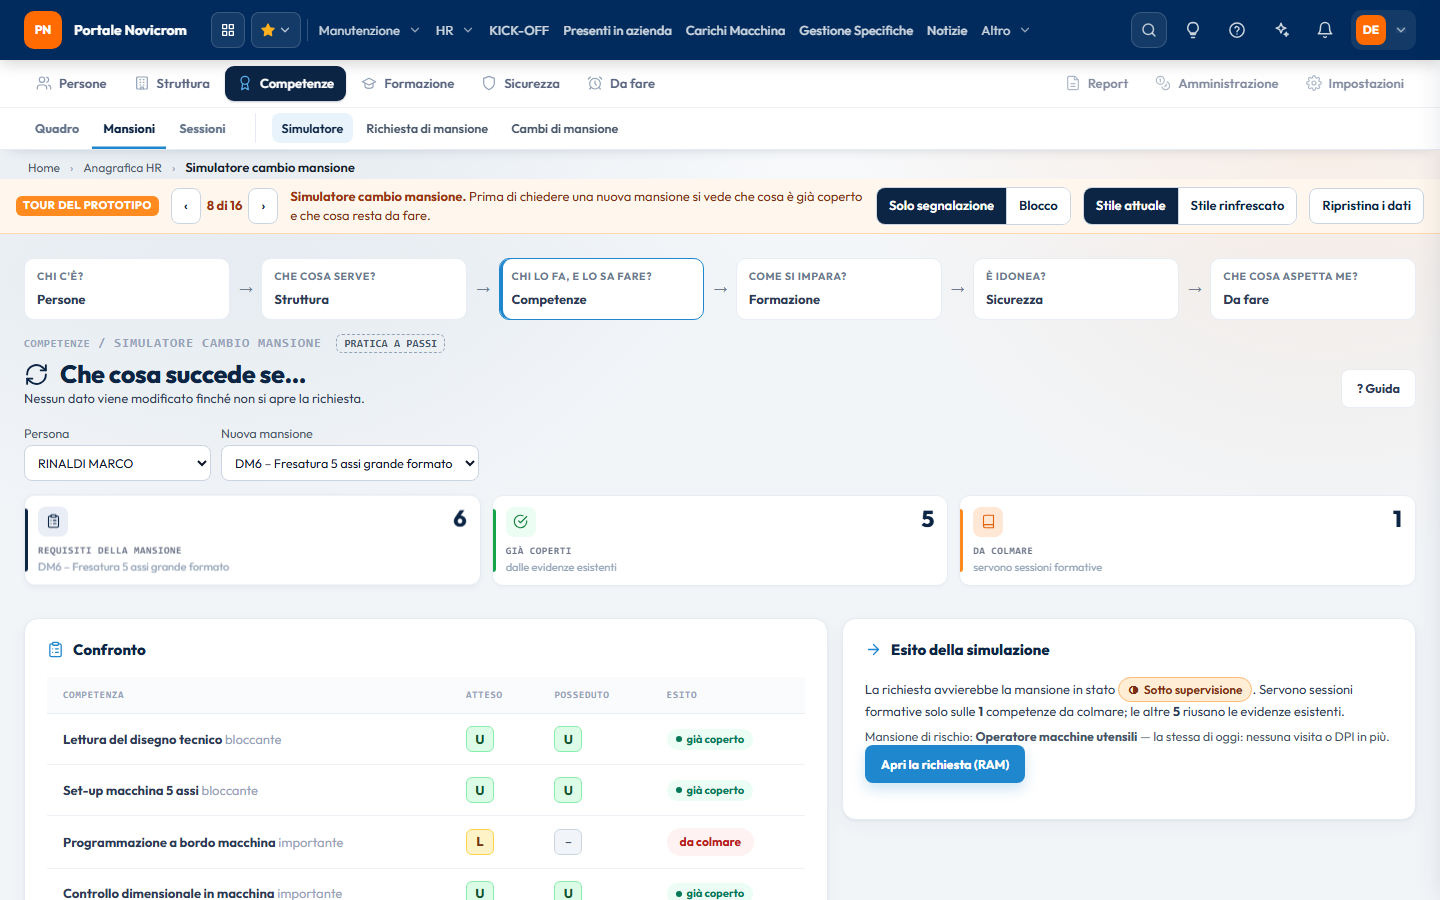 PN Portale Novicrom Manutenzione HR KICK-OFF Presenti in azienda Carichi Macchina Gestione Specifiche Notizie Altro DE
Persone Struttura Competenze Formazione Sicurezza Da fare Report Amministrazione Impostazioni
Quadro Mansioni Sessioni Simulatore Richiesta di mansione Cambi di mansione
Home › Anagrafica HR › Simulatore cambio mansione
TOUR DEL PROTOTIPO ‹ 8 di 16 › Simulatore cambio mansione. Prima di chiedere una nuova mansione si vede che cosa è già coperto
e che cosa resta da fare.
Solo segnalazione Blocco Stile attuale Stile rinfrescato Ripristina i dati
CHI C'È? CHE COSA SERVE? CHI LO FA, E LO SA FARE? COME SI IMPARA? È IDONEA? CHE COSA ASPETTA ME?
Persone → Struttura → Competenze → Formazione → Sicurezza → Da fare
COMPETENZE / SIMULATORE CAMBIO MANSIONE PRATICA A PASSI
Che cosa succede se...
Nessun dato viene modificato finché non si apre la richiesta.
? Guida
Persona Nuova mansione
RINALDI MARCO DM6 – Fresatura 5 assi grande formato
6 5 1
REQUISITI DELLA MANSIONE GIÀ COPERTI DA COLMARE
DM6 – Fresatura 5 assi grande formato dalle evidenze esistenti servono sessioni formative
Confronto
COMPETENZA ATTESO POSSEDUTO ESITO
Lettura del disegno tecnico bloccante U U già coperto
Set-up macchina 5 assi bloccante U U già coperto
Programmazione a bordo macchina importante L – da colmare
Controllo dimensionale in macchina importante U U già coperto
Esito della simulazione
La richiesta avvierebbe la mansione in stato Sotto supervisione . Servono sessioni
formative solo sulle 1 competenze da colmare; le altre 5 riusano le evidenze esistenti.
Mansione di rischio: Operatore macchine utensili — la stessa di oggi: nessuna visita o DPI in più.
Apri la richiesta (RAM)